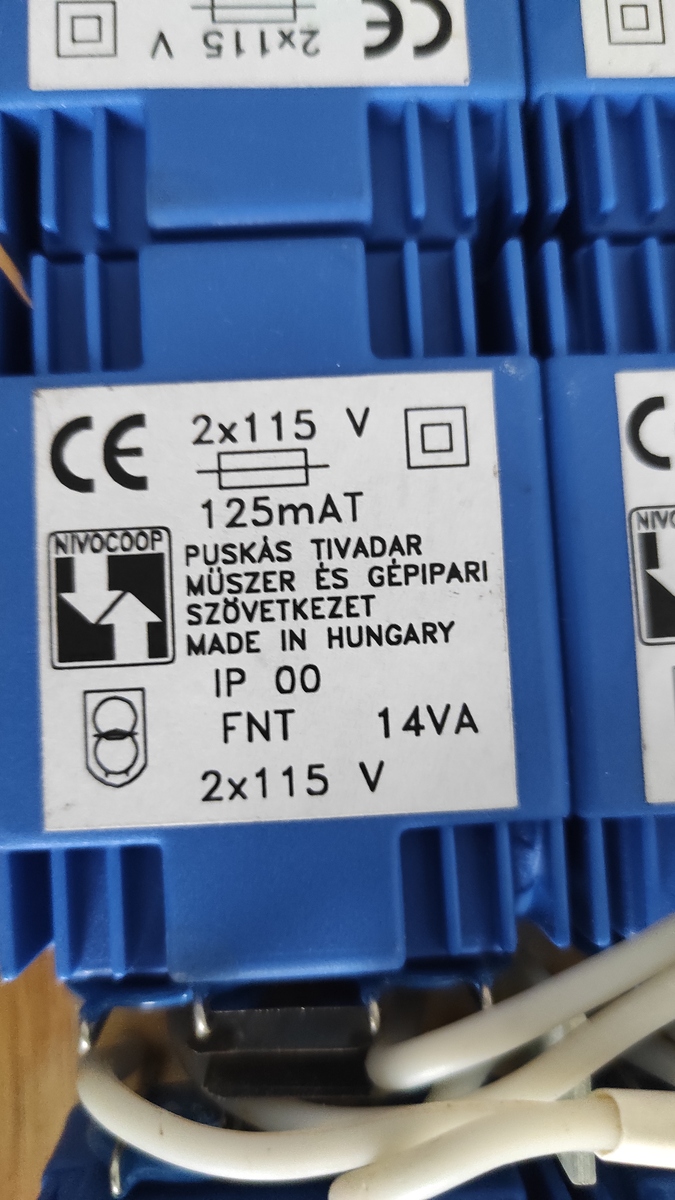 2x115 V
CE
CE
2x115 V
125mAT
NIVOCOOP
PUSKÁS TIVADAR
MŰSZER ÉS GÉPIPARI
SZÖVETKEZET
MADE IN HUNGARY
IP 00
FNT 14VA
2x115 V
C
NIVO